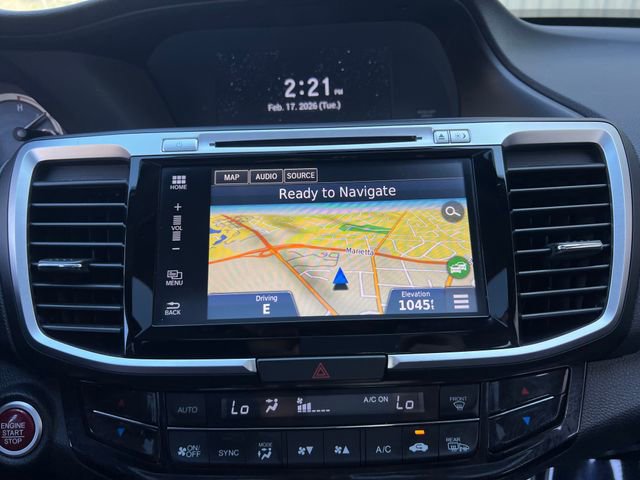 2:21 PM
Feb. 17. 2026 (Tue.)
H
MAP AUDIO SOURCE
Ready to Navigate
HOME
+
VOL
-
MENU
BACK
Marietta
Driving
E
Elevation
1045ft
AUTO
Lo
A/C ON Lo
FRONT
ENGINE
START
STOP
ON/
OFF
SYNC
MODE
A/C
REAR